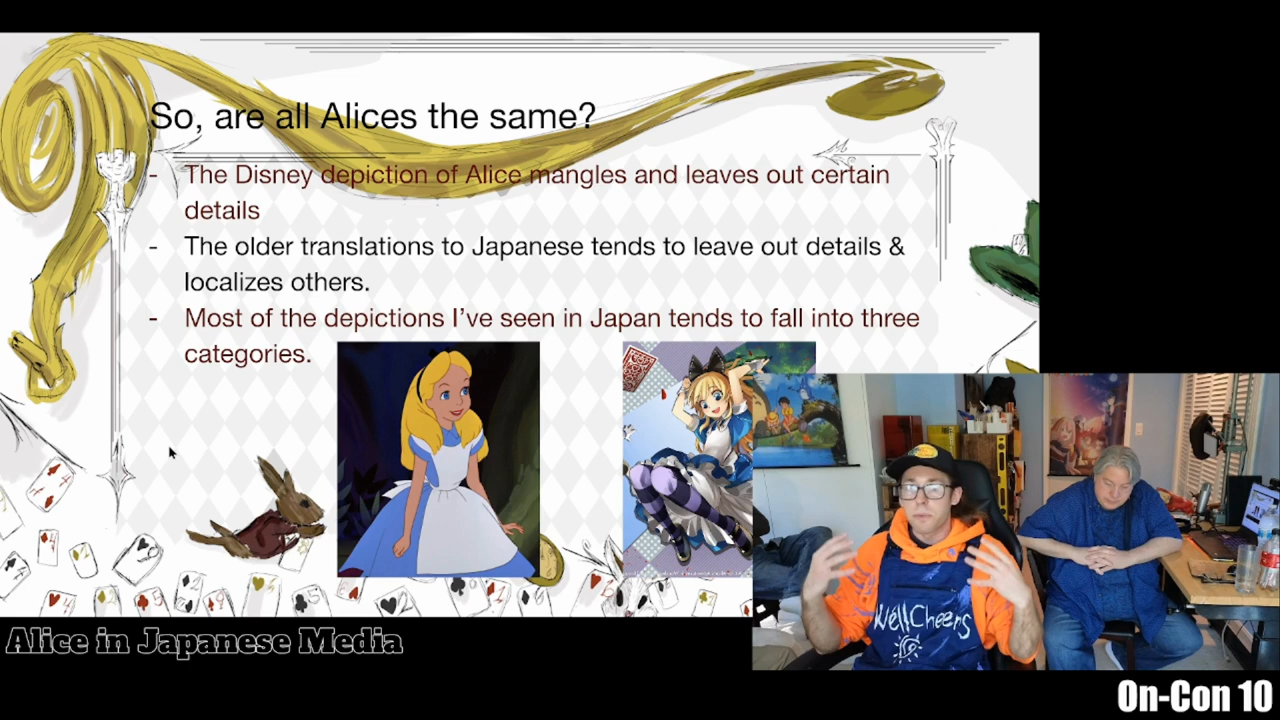 So, are all Alices the same?
- The Disney depiction of Alice mangles and leaves out certain
details
- The older translations to Japanese tends to leave out details &
localizes others.
- Most of the depictions I've seen in Japan tends to fall into three
categories.
WellCheers
Alice in Japanese Media
On-Con 10